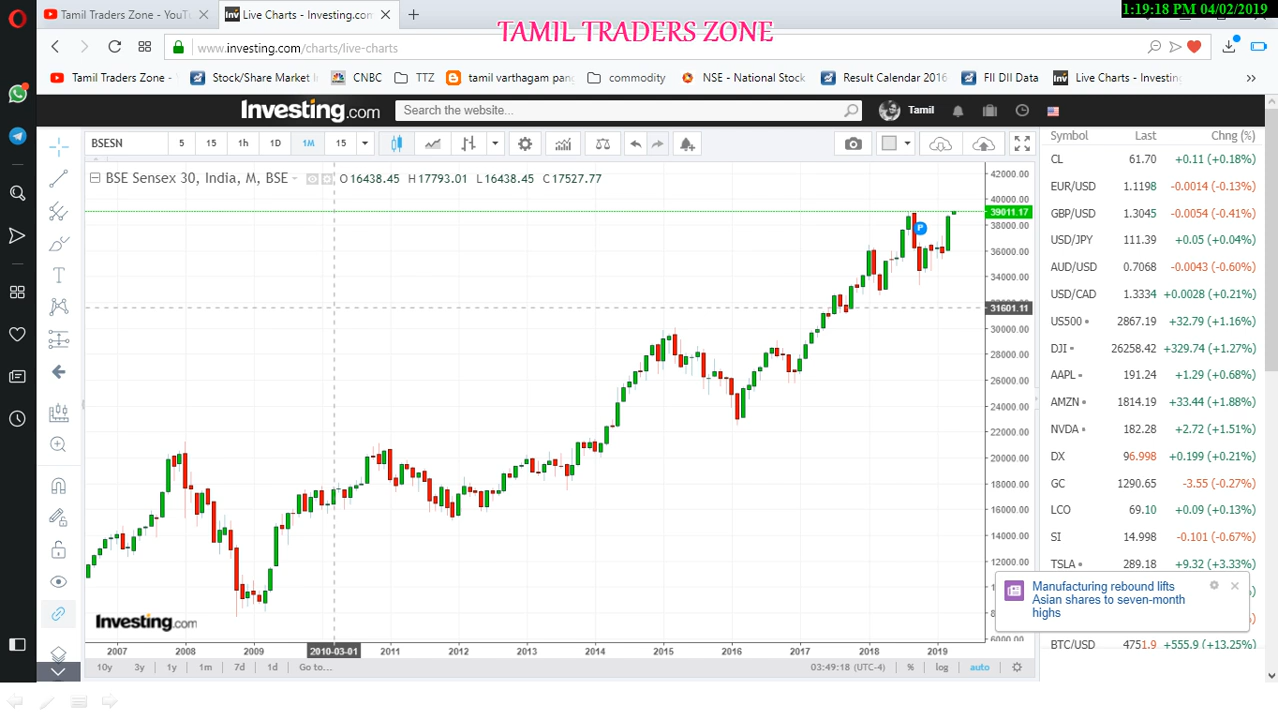 1:19:18 PM 04/02/2019
Tamil Traders Zone - YouT
Live Charts - Investing.com
TAMIL TRADERS ZONE
www.investing.com/charts/live-charts
Tamil Traders Zone -
Stock/Share Market
CNBC
TTZ
tamil varthagam pan
commodity
NSE - National Stock
Result Calendar 2016
FII DII Data
Live Charts - Investing
Investing.com
Search the website...
Tamil
BSESN
5
15
1h
1D
1M
15
BSE Sensex 30, India, M, BSE
O16438.45 H17793.01 L16438.45 C17527.77
42000.00
40000.00
39011.17
38000.00
36000.00
34000.00
31601.11
30000.00
28000.00
26000.00
24000.00
22000.00
20000.00
18000.00
16000.00
14000.00
12000.00
P
Investing.com
2007 2008 2009 2010-03-01 2011 2012 2013 2014 2015 2016 2017 2018 2019
10y 3y 1y 1m 7d 1d Go to...
03:49:18 (UTC-4) % log auto
Symbol Last Chng (%)
CL 61.70 +0.11 (+0.18%)
EUR/USD 1.1198 -0.0014 (-0.13%)
GBP/USD 1.3045 -0.0054 (-0.41%)
USD/JPY 111.39 +0.05 (+0.04%)
AUD/USD 0.7068 -0.0043 (-0.60%)
USD/CAD 1.3334 +0.0028 (+0.21%)
US500 2867.19 +32.79 (+1.16%)
DJI 26258.42 +329.74 (+1.27%)
AAPL 191.24 +1.29 (+0.68%)
AMZN 1814.19 +33.44 (+1.88%)
NVDA 182.28 +2.72 (+1.51%)
DX 96.998 +0.199 (+0.21%)
GC 1290.65 -3.55 (-0.27%)
LCO 69.10 +0.09 (+0.13%)
SI 14.998 -0.101 (-0.67%)
TSLA 289.18 +9.32 (+3.33%)
Manufacturing rebound lifts
Asian shares to seven-month
highs
BTC/USD 4751.9 +555.9 (+13.25%)